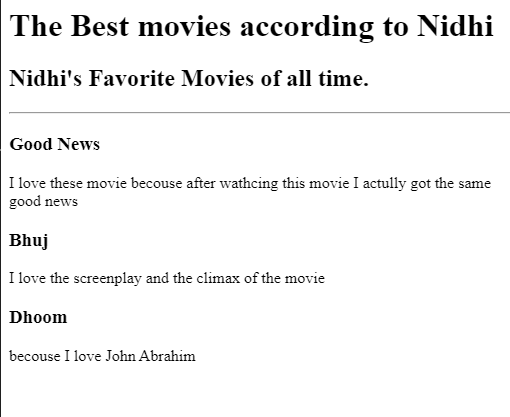 The Best movies according to Nidhi
Nidhi's Favorite Movies of all time.
Good News
I love these movie becouse after wathcing this movie I actully got the same
good news
Bhuj
I love the screenplay and the climax of the movie
Dhoom
becouse I love John Abrahim